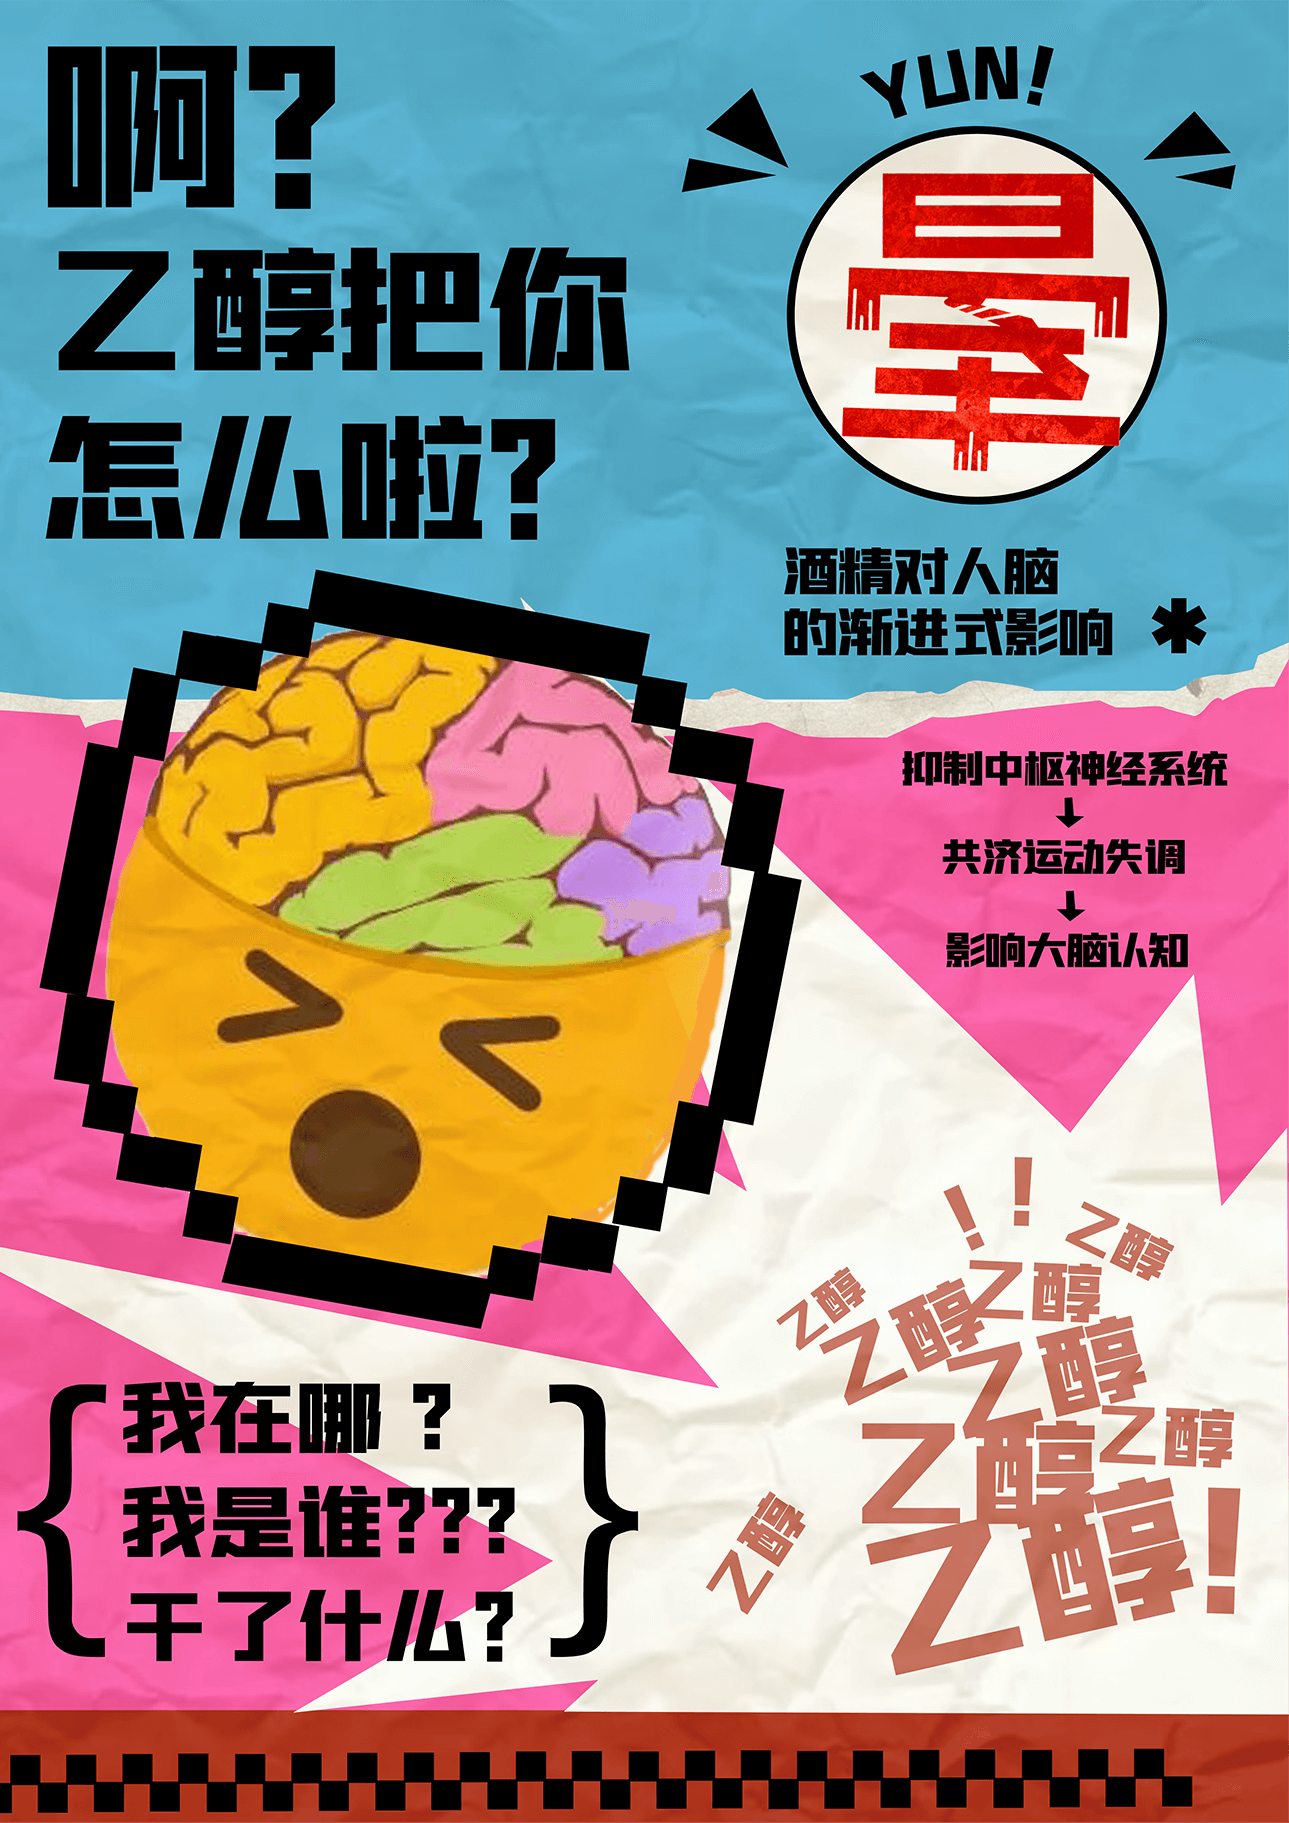 啊?
乙醇把你
怎么啦?
YUN!
晕
酒精对人脑
的渐进式影响 *
抑制中枢神经系统
↓
共济运动失调
↓
影响大脑认知
{
我在哪 ?
我是谁???
干了什么?
}
! !
乙醇
乙醇
乙醇
乙醇
乙醇
乙醇
乙醇
乙醇
乙醇!